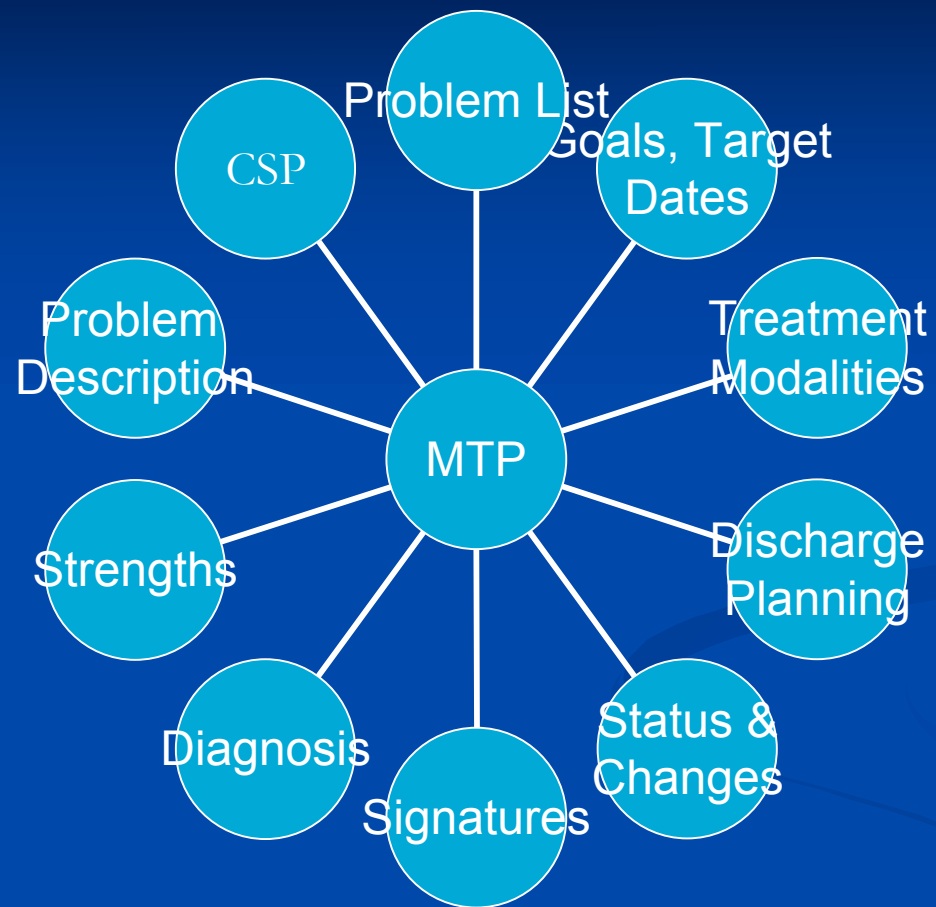 Problem List
Goals, Target
Dates
Treatment
Modalities
Discharge
Planning
Status &
Changes
Signatures
Diagnosis
Strengths
Problem
Description
CSP
MTP